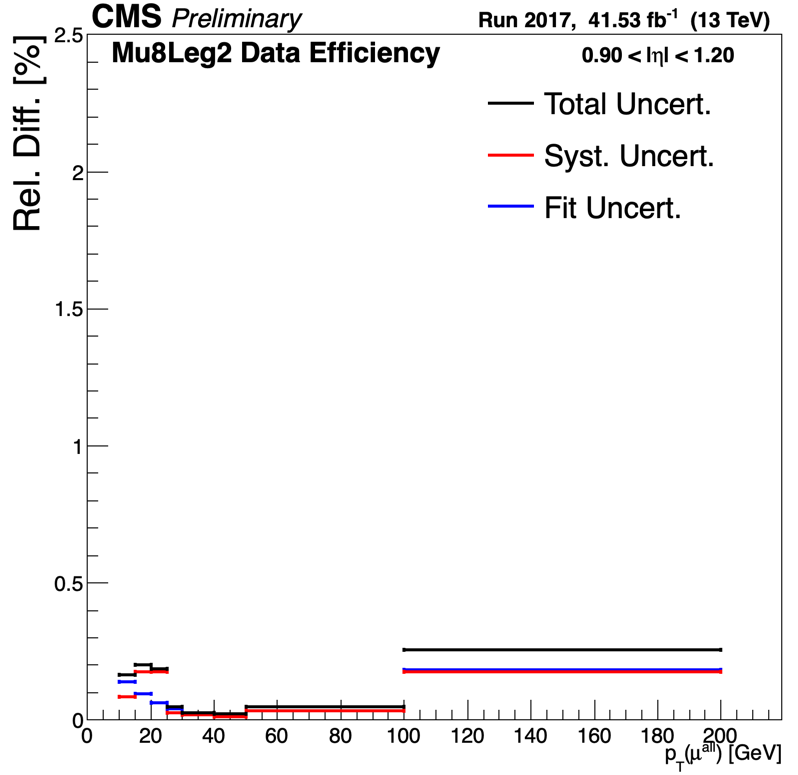 CMS Preliminary
Run 2017, 41.53 fb⁻¹ (13 TeV)
Mu8Leg2 Data Efficiency
0.90 < |η| < 1.20
Total Uncert.
Syst. Uncert.
Fit Uncert.
Rel. Diff. [%]
2.5
2
1.5
1
0.5
0
0 20 40 60 80 100 120 140 160 180 200
p_T(μ^all) [GeV]